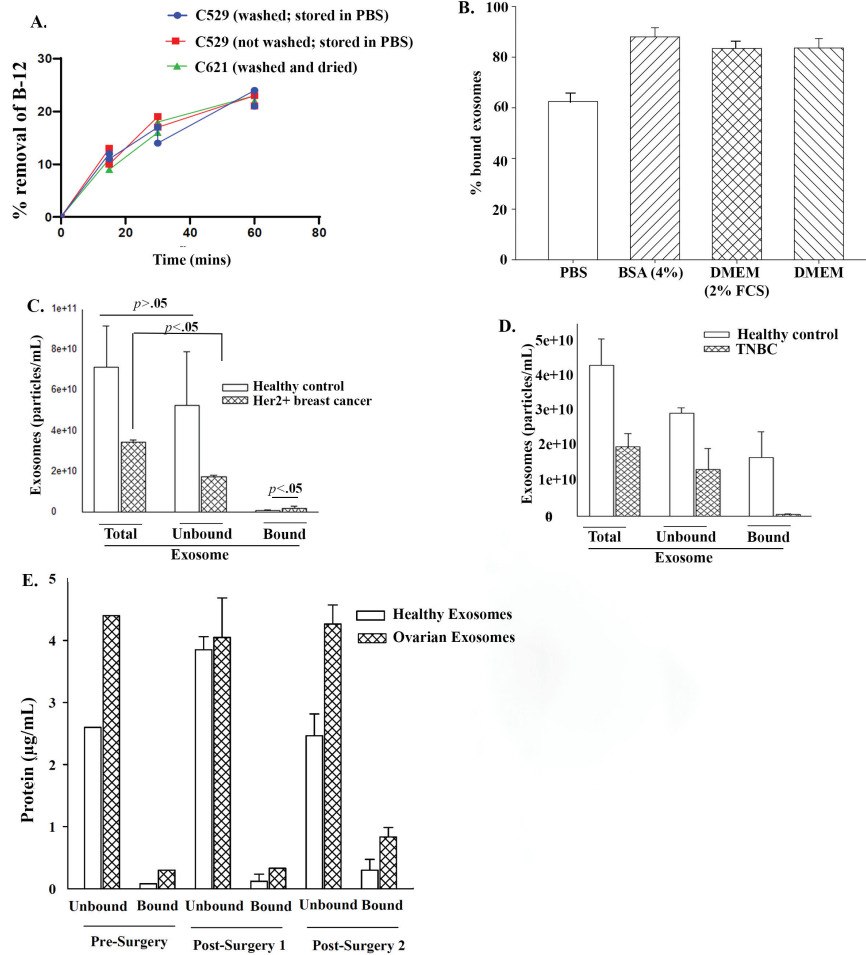 A.
C529 (washed; stored in PBS)
C529 (not washed; stored in PBS)
C621 (washed and dried)
% removal of B-12
30
20
10
0
0 20 40 60 80
Time (mins)
B.
% bound exosomes
100
80
60
40
20
0
PBS BSA (4%) DMEM DMEM
(2% FCS)
C.
p>.05
p<.05
Healthy control
Her2+ breast cancer
Exosomes (particles/mL)
1e+11
8e+10
6e+10
4e+10
2e+10
0
p<.05
Total Unbound Bound
Exosome
D.
Healthy control
TNBC
Exosomes (particles/mL)
5e+10
4e+10
3e+10
2e+10
1e+10
0
Total Unbound Bound
Exosome
E.
Healthy Exosomes
Ovarian Exosomes
Protein (µg/mL)
5
4
3
2
1
0
Unbound Bound Unbound Bound Unbound Bound
Pre-Surgery Post-Surgery 1 Post-Surgery 2